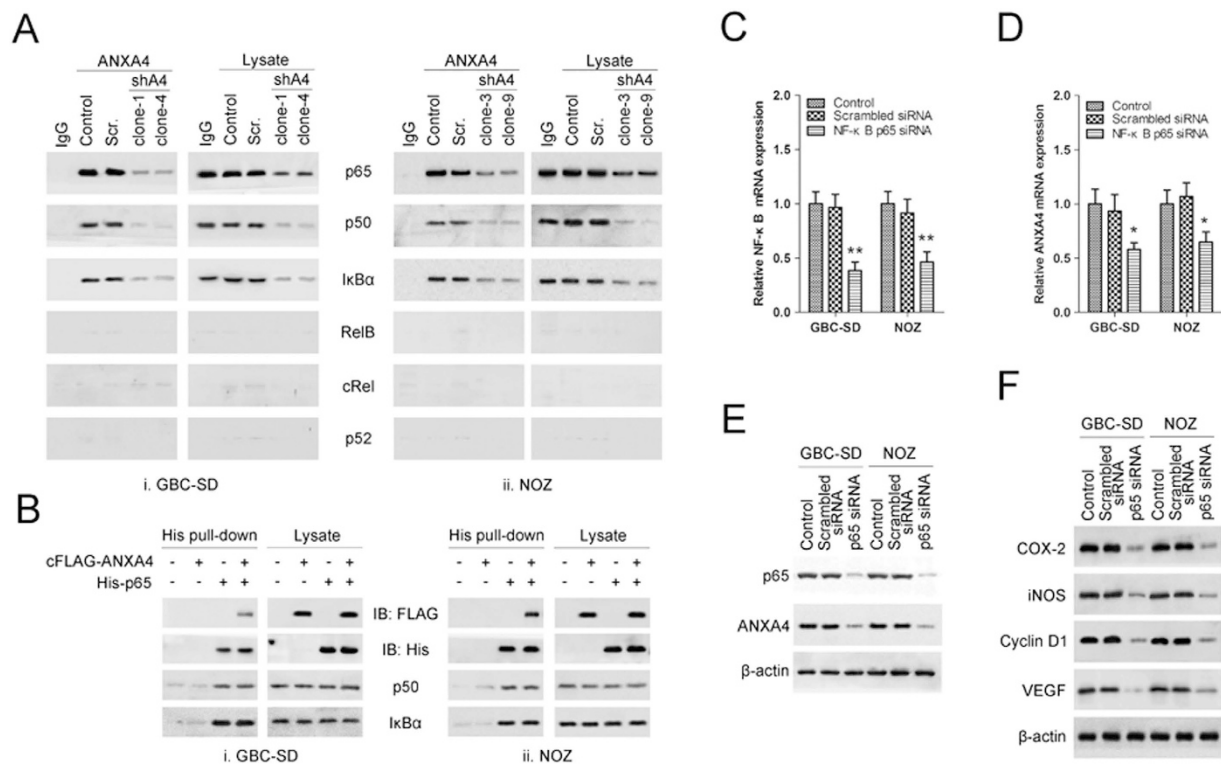 A
ANXA4 Lysate ANXA4 Lysate
shA4 shA4 shA4 shA4
IgG Control Scr. clone-1 clone-4 IgG Control Scr. clone-1 clone-4 IgG Control Scr. clone-3 clone-9 IgG Control Scr. clone-3 clone-9
p65
p50
IκBα
RelB
cRel
p52
i. GBC-SD ii. NOZ
B
His pull-down Lysate His pull-down Lysate
cFLAG-ANXA4 - + - + - + - + - + - + - + - +
His-p65 - - + + - - + + - - + + - - + +
IB: FLAG IB: FLAG
IB: His IB: His
p50 p50
IκBα IκBα
i. GBC-SD ii. NOZ
C
Relative NF-κ B mRNA expression
2.0
1.5
1.0
0.5
0.0
Control
Scrambled siRNA
NF-κ B p65 siRNA
** **
GBC-SD NOZ
D
Relative ANXA4 mRNA expression
2.0
1.5
1.0
0.5
0.0
Control
Scrambled siRNA
NF-κ B p65 siRNA
* *
GBC-SD NOZ
E
GBC-SD NOZ
Control Scrambled siRNA p65 siRNA Control Scrambled siRNA p65 siRNA
p65
ANXA4
β-actin
F
GBC-SD NOZ
Control Scrambled siRNA p65 siRNA Control Scrambled siRNA p65 siRNA
COX-2
iNOS
Cyclin D1
VEGF
β-actin